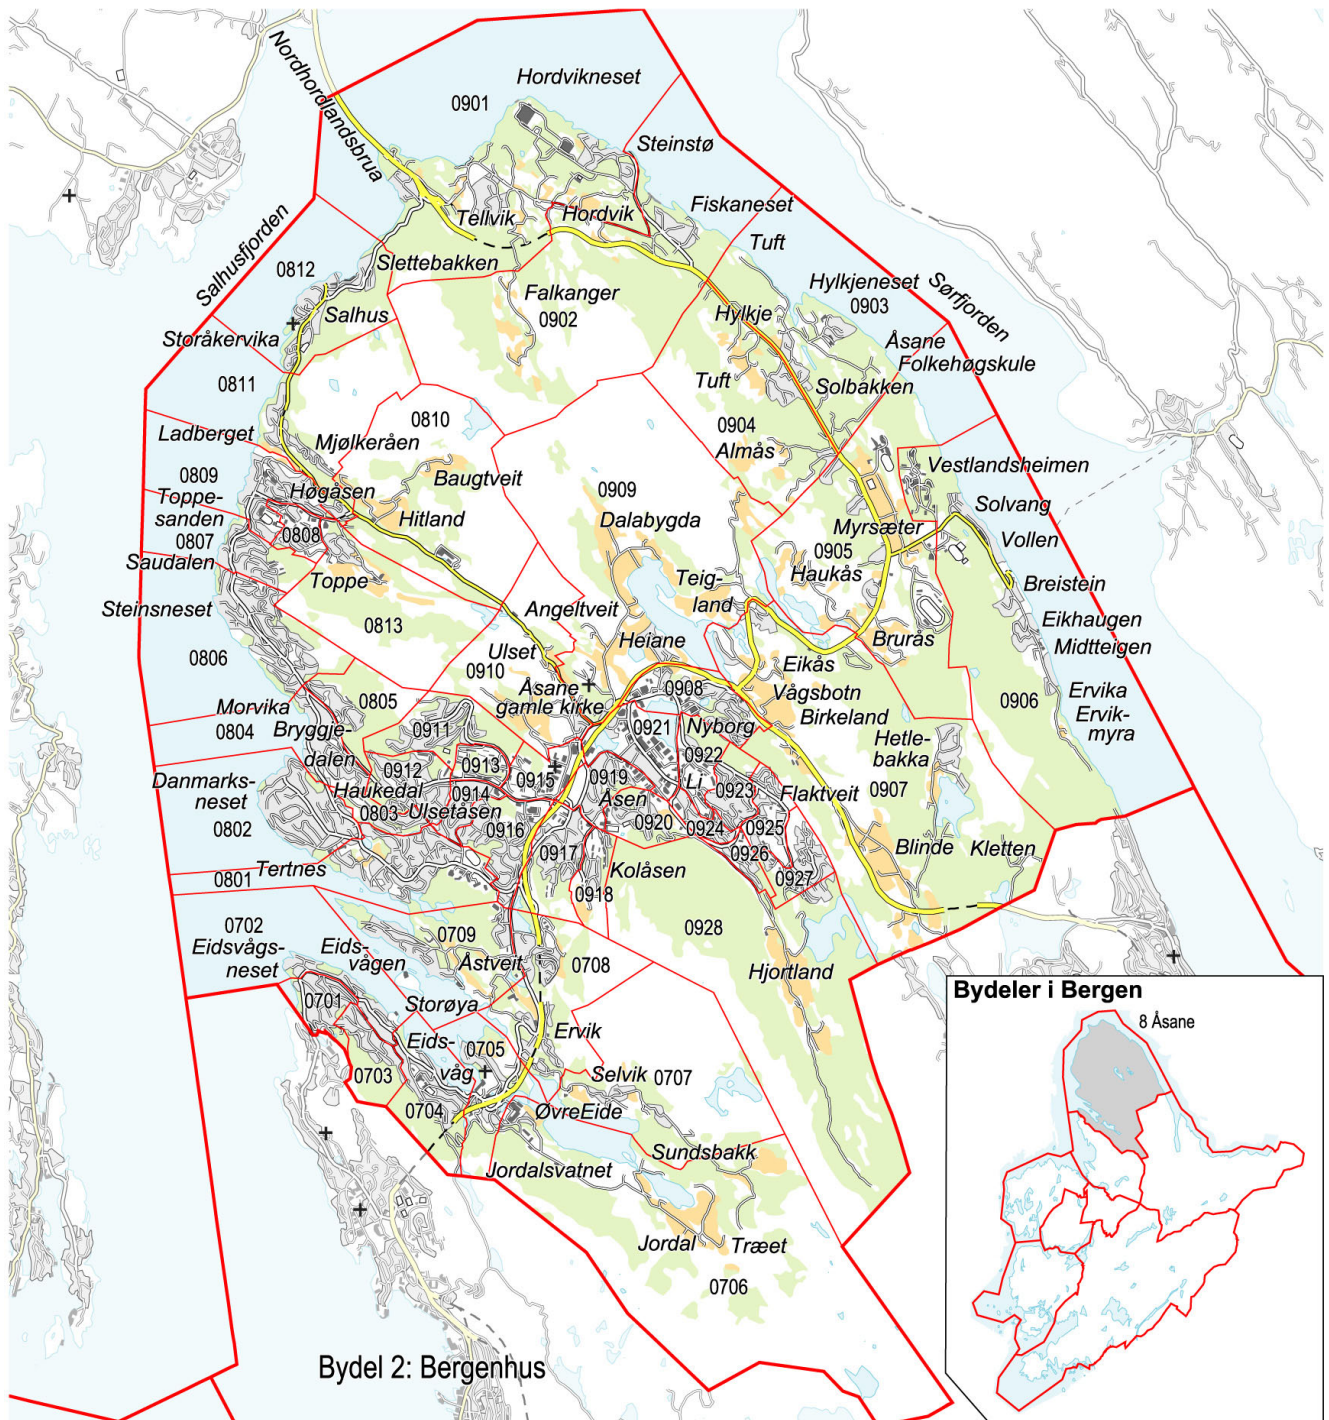 Hordvikneset
0901
Nordhordlandsbrua
Steinstø
Fiskaneset
Tellvik
Hordvik
Tuft
Salhusfjorden
0812
Slettebakken
Hylkjeneset
0903
Sørfjorden
Falkanger
0902
Salhus
Hylkje
Storåkervika
Åsane
Folkehøgskule
0811
Tuft
Solbakken
0810
0904
Ladberget
Mjølkeråen
Almås
0809
Baugtveit
Vestlandsheimen
Høgåsen
0909
Toppe-
sanden
Solvang
Hitland
Dalabygda
Myrsæter
0807
0808
Vollen
0905
Saudalen
Toppe
Teig-
land
Haukås
Breistein
Steinsneset
Angeltveit
Eikhaugen
0813
Brurås
Midtteigen
0806
Ulset
Heiane
Eikås
0910
Ervika
Ervik-
myra
0908
Vågsbotn
0906
Åsane
gamle kirke
Morvika
0805
Birkeland
0804
Bryggje-
dalen
0911
0921
Nyborg
Hetle-
bakka
0922
0912
0913
0915
0919
Danmarks-
neset
Haukedal
0914
Åsen
Li
0923
Flaktveit
0907
0803
Ulsetåsen
0802
0916
0920
0924
0925
0917
0926
Blinde
Kletten
Tertnes
Kolåsen
0927
0801
0918
0702
0709
0928
Eidsvågs-
neset
Eids-
vågen
Åstveit
0708
Hjortland
0701
Storøya
Bydeler i Bergen
8 Åsane
Eids-
våg
0705
Ervik
0703
Selvik
0707
0704
ØvreEide
Sundsbakk
Jordalsvatnet
Jordal
Træet
0706
Bydel 2: Bergenhus